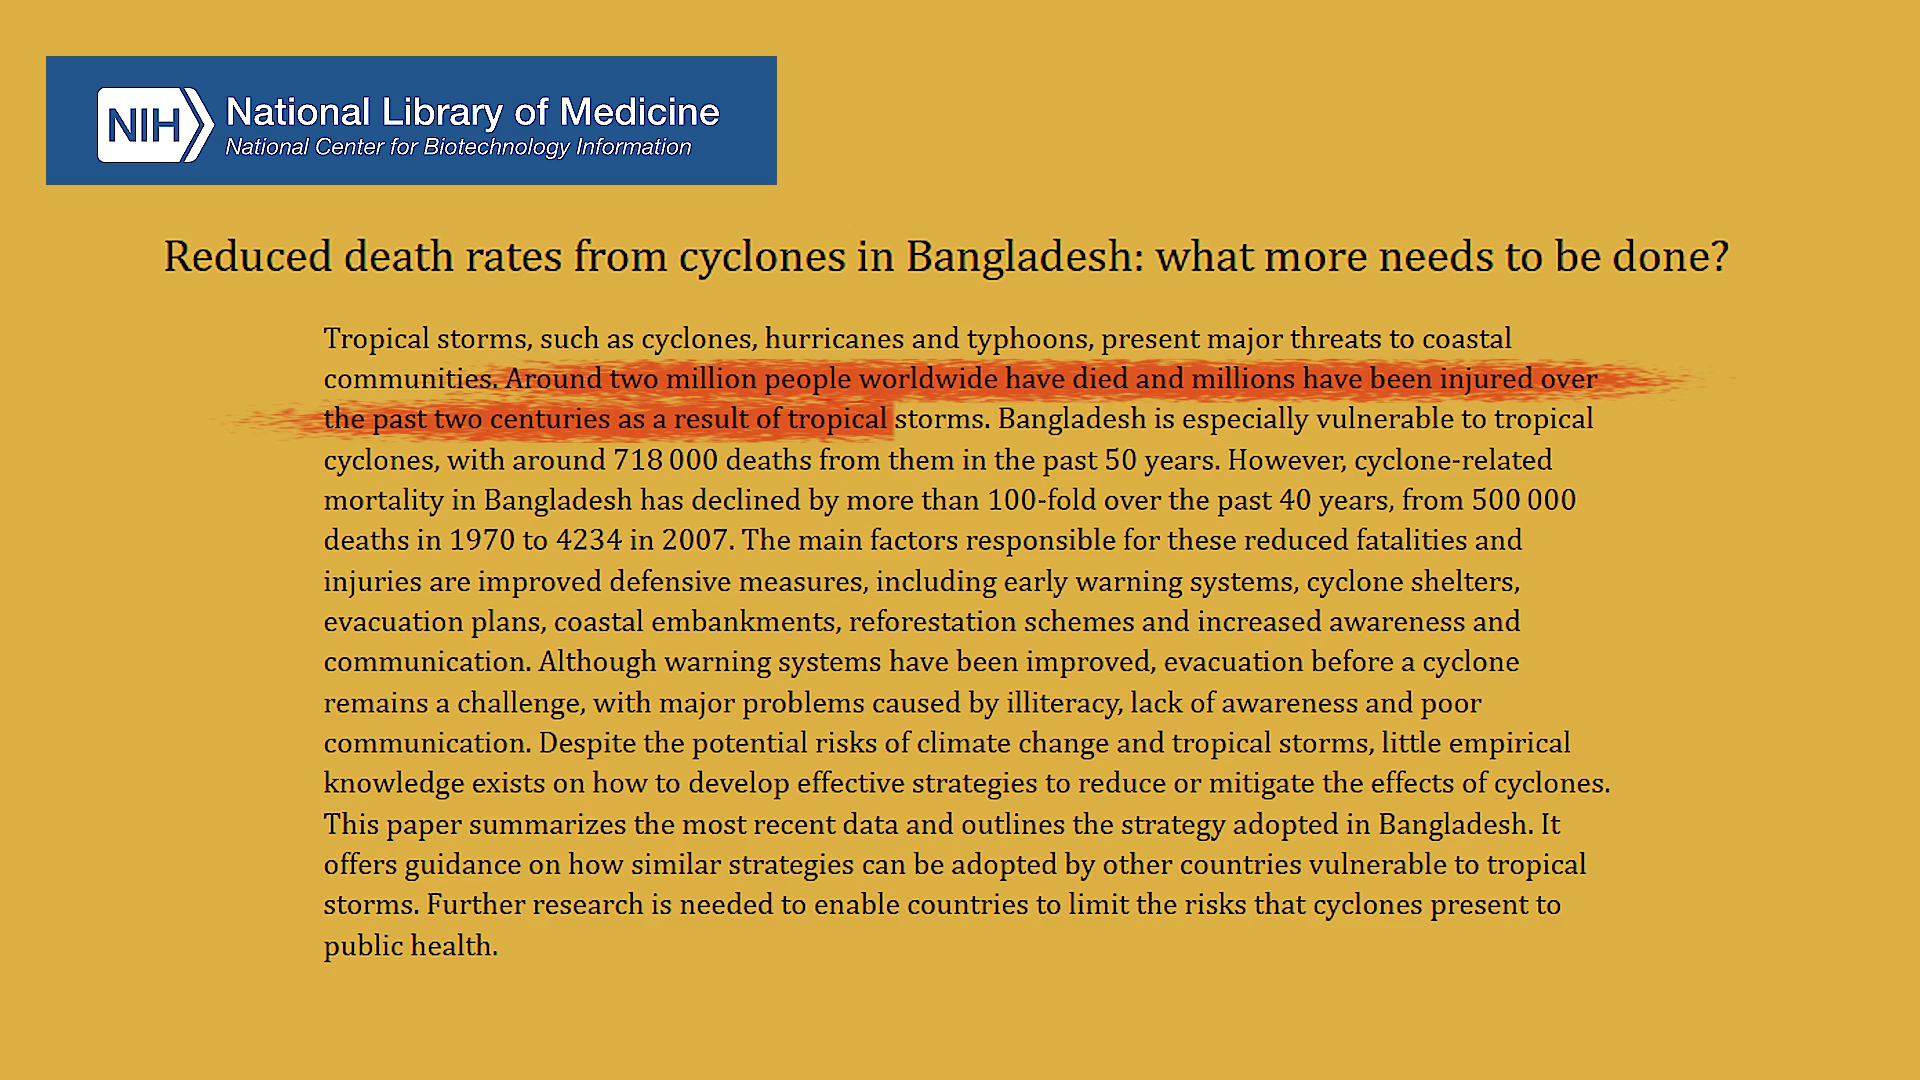 NIH National Library of Medicine
National Center for Biotechnology Information
Reduced death rates from cyclones in Bangladesh: what more needs to be done?
Tropical storms, such as cyclones, hurricanes and typhoons, present major threats to coastal
communities. Around two million people worldwide have died and millions have been injured over
the past two centuries as a result of tropical storms. Bangladesh is especially vulnerable to tropical
cyclones, with around 718 000 deaths from them in the past 50 years. However, cyclone-related
mortality in Bangladesh has declined by more than 100-fold over the past 40 years, from 500 000
deaths in 1970 to 4234 in 2007. The main factors responsible for these reduced fatalities and
injuries are improved defensive measures, including early warning systems, cyclone shelters,
evacuation plans, coastal embankments, reforestation schemes and increased awareness and
communication. Although warning systems have been improved, evacuation before a cyclone
remains a challenge, with major problems caused by illiteracy, lack of awareness and poor
communication. Despite the potential risks of climate change and tropical storms, little empirical
knowledge exists on how to develop effective strategies to reduce or mitigate the effects of cyclones.
This paper summarizes the most recent data and outlines the strategy adopted in Bangladesh. It
offers guidance on how similar strategies can be adopted by other countries vulnerable to tropical
storms. Further research is needed to enable countries to limit the risks that cyclones present to
public health.